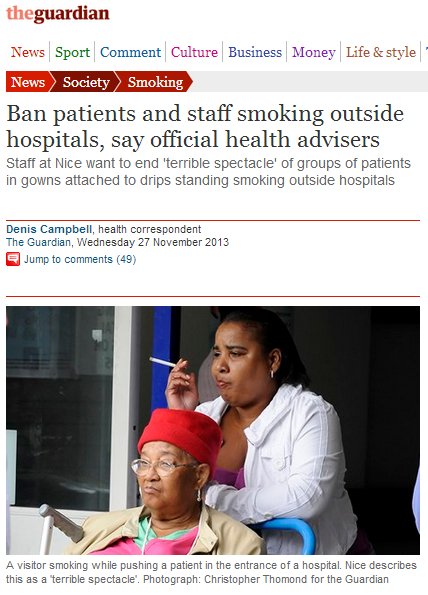 theguardian
News Sport Comment Culture Business Money Life & style
News Society Smoking
Ban patients and staff smoking outside
hospitals, say official health advisers
Staff at Nice want to end 'terrible spectacle' of groups of patients
in gowns attached to drips standing smoking outside hospitals
Denis Campbell, health correspondent
The Guardian, Wednesday 27 November 2013
Jump to comments (49)
A visitor smoking while pushing a patient in the entrance of a hospital. Nice describes
this as a 'terrible spectacle'. Photograph: Christopher Thomond for the Guardian